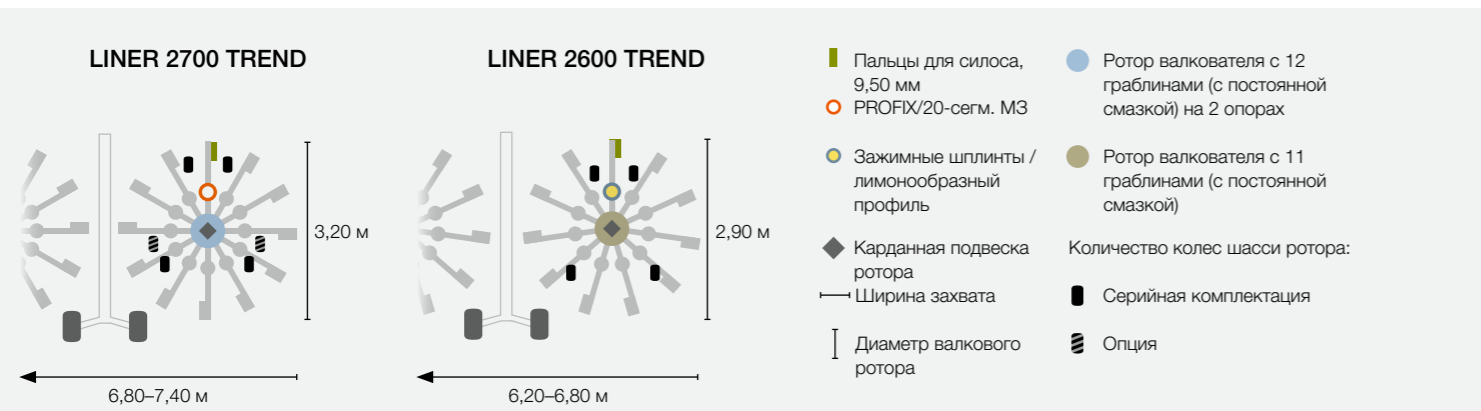 LINER 2700 TREND
3,20 м
6,80–7,40 м
LINER 2600 TREND
2,90 м
6,20–6,80 м
Пальцы для силоса,
9,50 мм
PROFIX/20-сегм. МЗ
Зажимные шплинты /
лимонообразный
профиль
Карданная подвеска
ротора
Ширина захвата
Диаметр валкового
ротора
Ротор валкователя с 12
граблинами (с постоянной
смазкой) на 2 опорах
Ротор валкователя с 11
граблинами (с постоянной
смазкой)
Количество колес шасси ротора:
Серийная комплектация
Опция